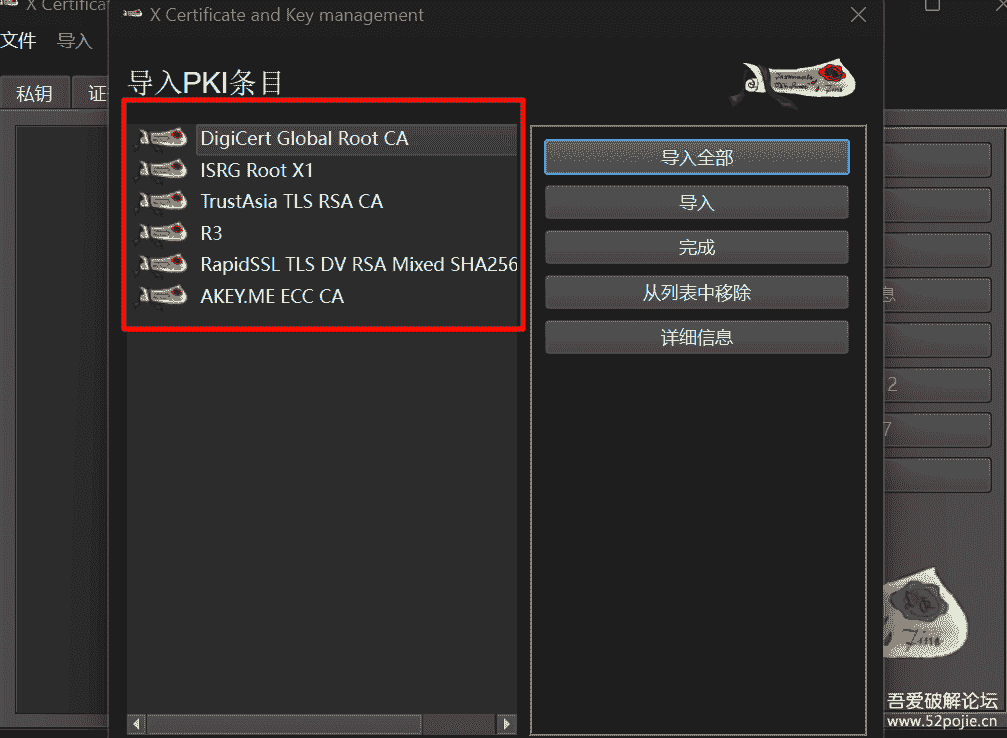 X Certifica
X Certificate and Key management
文件 导入
导入PKI条目
私钥 证
DigiCert Global Root CA
ISRG Root X1
TrustAsia TLS RSA CA
R3
RapidSSL TLS DV RSA Mixed SHA256
AKEY.ME ECC CA
导入全部
导入
完成
从列表中移除
详细信息
息
2
7
吾爱破解论坛
www.52pojie.cn